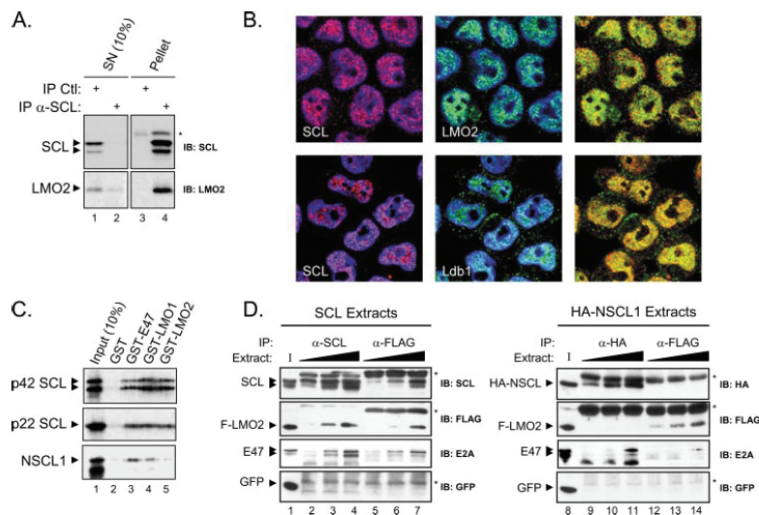 A.
SN (10%)
Pellet
IP Ctl: + +
IP α-SCL: + +
SCL
*
IB: SCL
LMO2
IB: LMO2
1 2 3 4
B.
SCL
LMO2
SCL
Ldb1
C.
Input (10%)
GST
GST-E47
GST-LMO1
GST-LMO2
p42 SCL
p22 SCL
NSCL1
1 2 3 4 5
D.
SCL Extracts
IP: α-SCL α-FLAG
Extract: I
SCL
*
IB: SCL
F-LMO2
*
IB: FLAG
E47
IB: E2A
GFP
*
IB: GFP
1 2 3 4 5 6 7
HA-NSCL1 Extracts
IP: α-HA α-FLAG
Extract: I
HA-NSCL
*
IB: HA
F-LMO2
*
IB: FLAG
E47
IB: E2A
GFP
*
IB: GFP
8 9 10 11 12 13 14